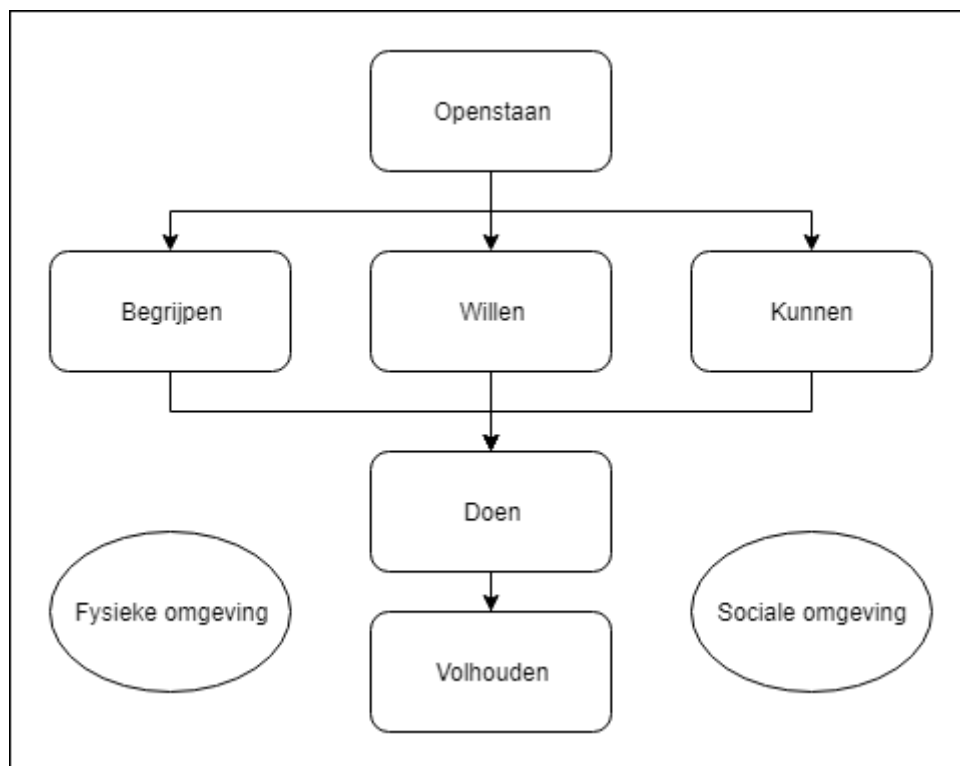 Openstaan
Begrijpen
Willen
Kunnen
Doen
Fysieke omgeving
Sociale omgeving
Volhouden